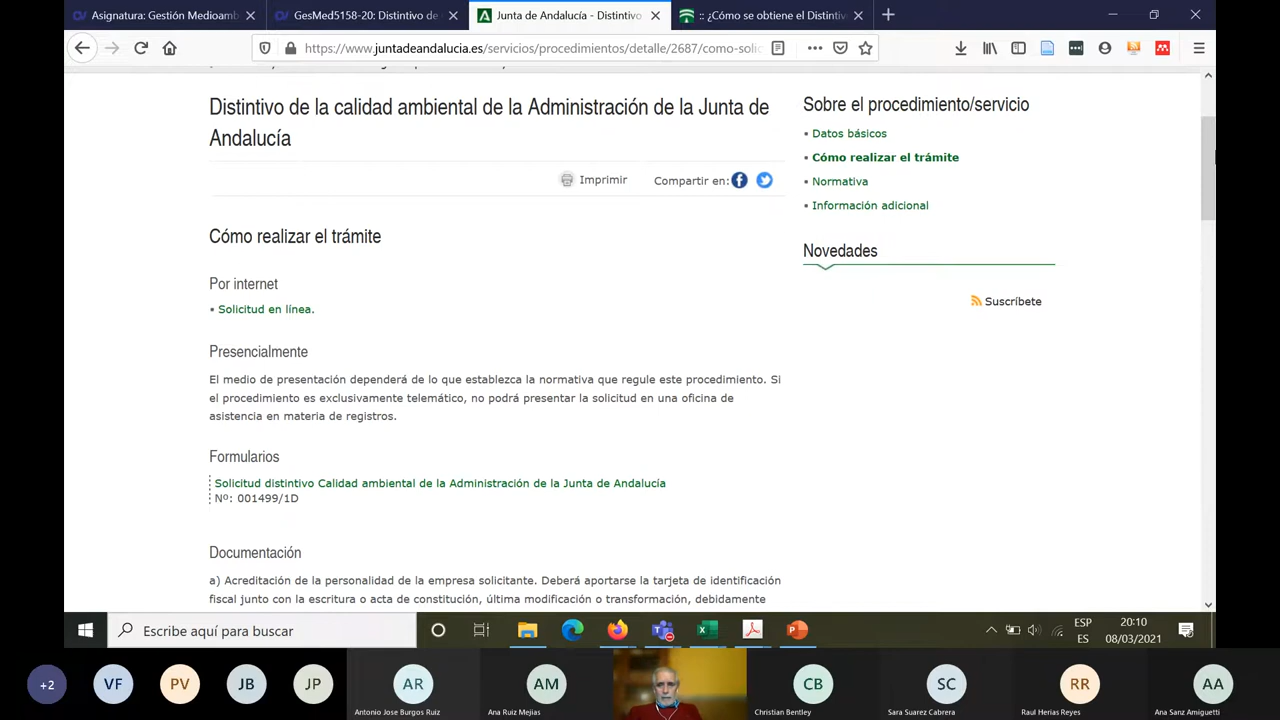 Asignatura: Gestión Medioamb
GesMed5158-20: Distintivo de
Junta de Andalucía - Distintivo
:: ¿Cómo se obtiene el Distintiv
https://www.juntadeandalucia.es/servicios/procedimientos/detalle/2687/como-solic
Distintivo de la calidad ambiental de la Administración de la Junta de
Andalucía
Imprimir
Compartir en:
Cómo realizar el trámite
Por internet
Solicitud en línea.
Presencialmente
El medio de presentación dependerá de lo que establezca la normativa que regule este procedimiento. Si
el procedimiento es exclusivamente telemático, no podrá presentar la solicitud en una oficina de
asistencia en materia de registros.
Formularios
Solicitud distintivo Calidad ambiental de la Administración de la Junta de Andalucía
Nº: 001499/1D
Documentación
a) Acreditación de la personalidad de la empresa solicitante. Deberá aportarse la tarjeta de identificación
fiscal junto con la escritura o acta de constitución, última modificación o transformación, debidamente
Sobre el procedimiento/servicio
Datos básicos
Cómo realizar el trámite
Normativa
Información adicional
Novedades
Suscríbete
Escribe aquí para buscar
ESP
ES
20:10
08/03/2021
+2
VF
PV
JB
JP
AR
Antonio Jose Burgos Ruiz
AM
Ana Ruiz Mejias
CB
Christian Bentley
SC
Sara Suarez Cabrera
RR
Raul Herias Reyes
AA
Ana Sanz Amiguetti